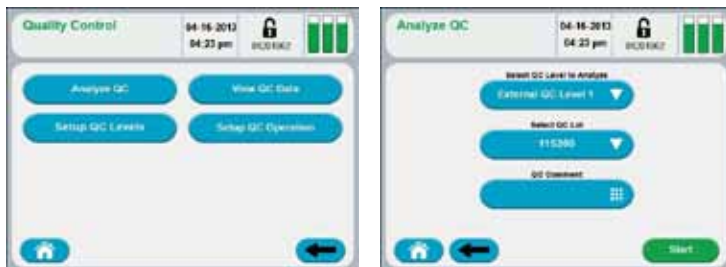 Quality Control
04-16-2013
04:23 pm
Analyze QC
View QC Data
Setup QC Levels
Setup QC Operation
Analyze QC
04-16-2013
04:23 pm
Select QC Level to Analyze
External QC Level 1
Select QC Lot
QC Comment
Start